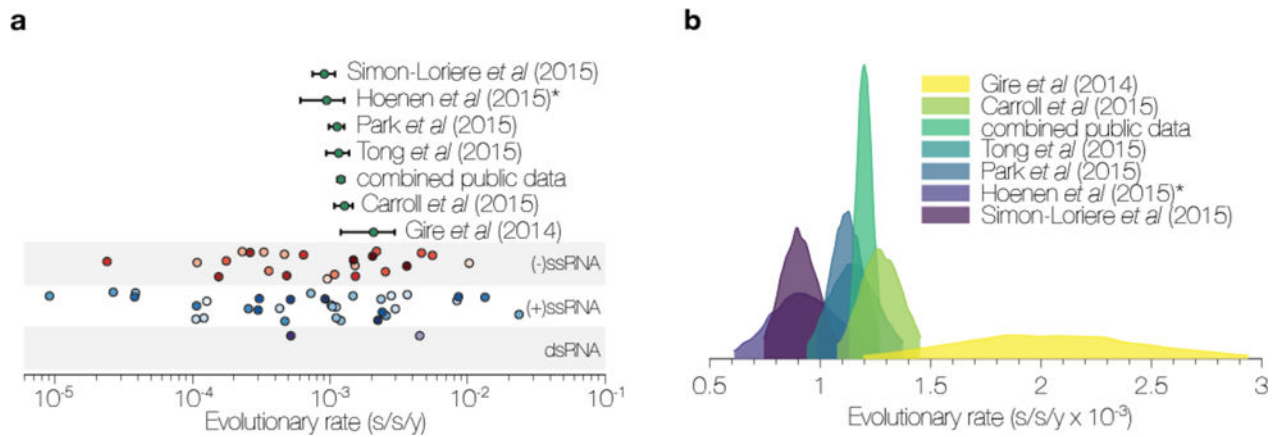 a
Simon-Loriere et al (2015)
Hoenen et al (2015)*
Park et al (2015)
Tong et al (2015)
combined public data
Carroll et al (2015)
Gire et al (2014)
(-)ssRNA
(+)ssRNA
dsRNA
10-5 10-4 10-3 10-2 10-1
Evolutionary rate (s/s/y)
b
Gire et al (2014)
Carroll et al (2015)
combined public data
Tong et al (2015)
Park et al (2015)
Hoenen et al (2015)*
Simon-Loriere et al (2015)
0.5 1 1.5 2 2.5 3
Evolutionary rate (s/s/y x 10-3)